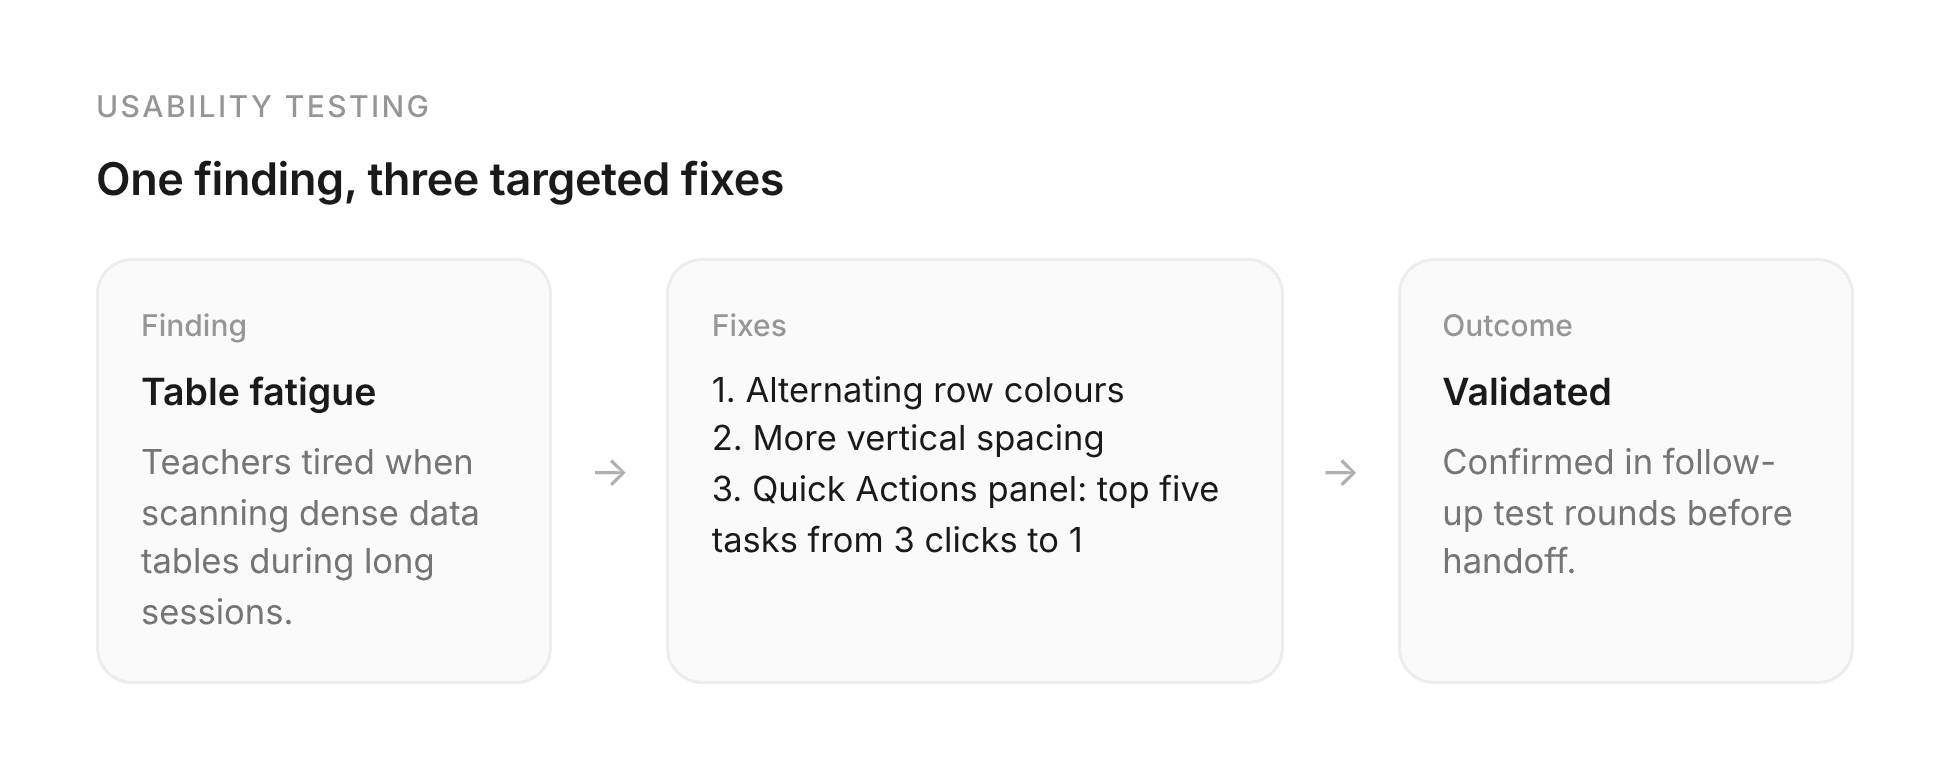 USABILITY TESTING
One finding, three targeted fixes
Finding
Table fatigue
Teachers tired when
scanning dense data
tables during long
sessions.
→
Fixes
1. Alternating row colours
2. More vertical spacing
3. Quick Actions panel: top five
tasks from 3 clicks to 1
→
Outcome
Validated
Confirmed in follow-
up test rounds before
handoff.